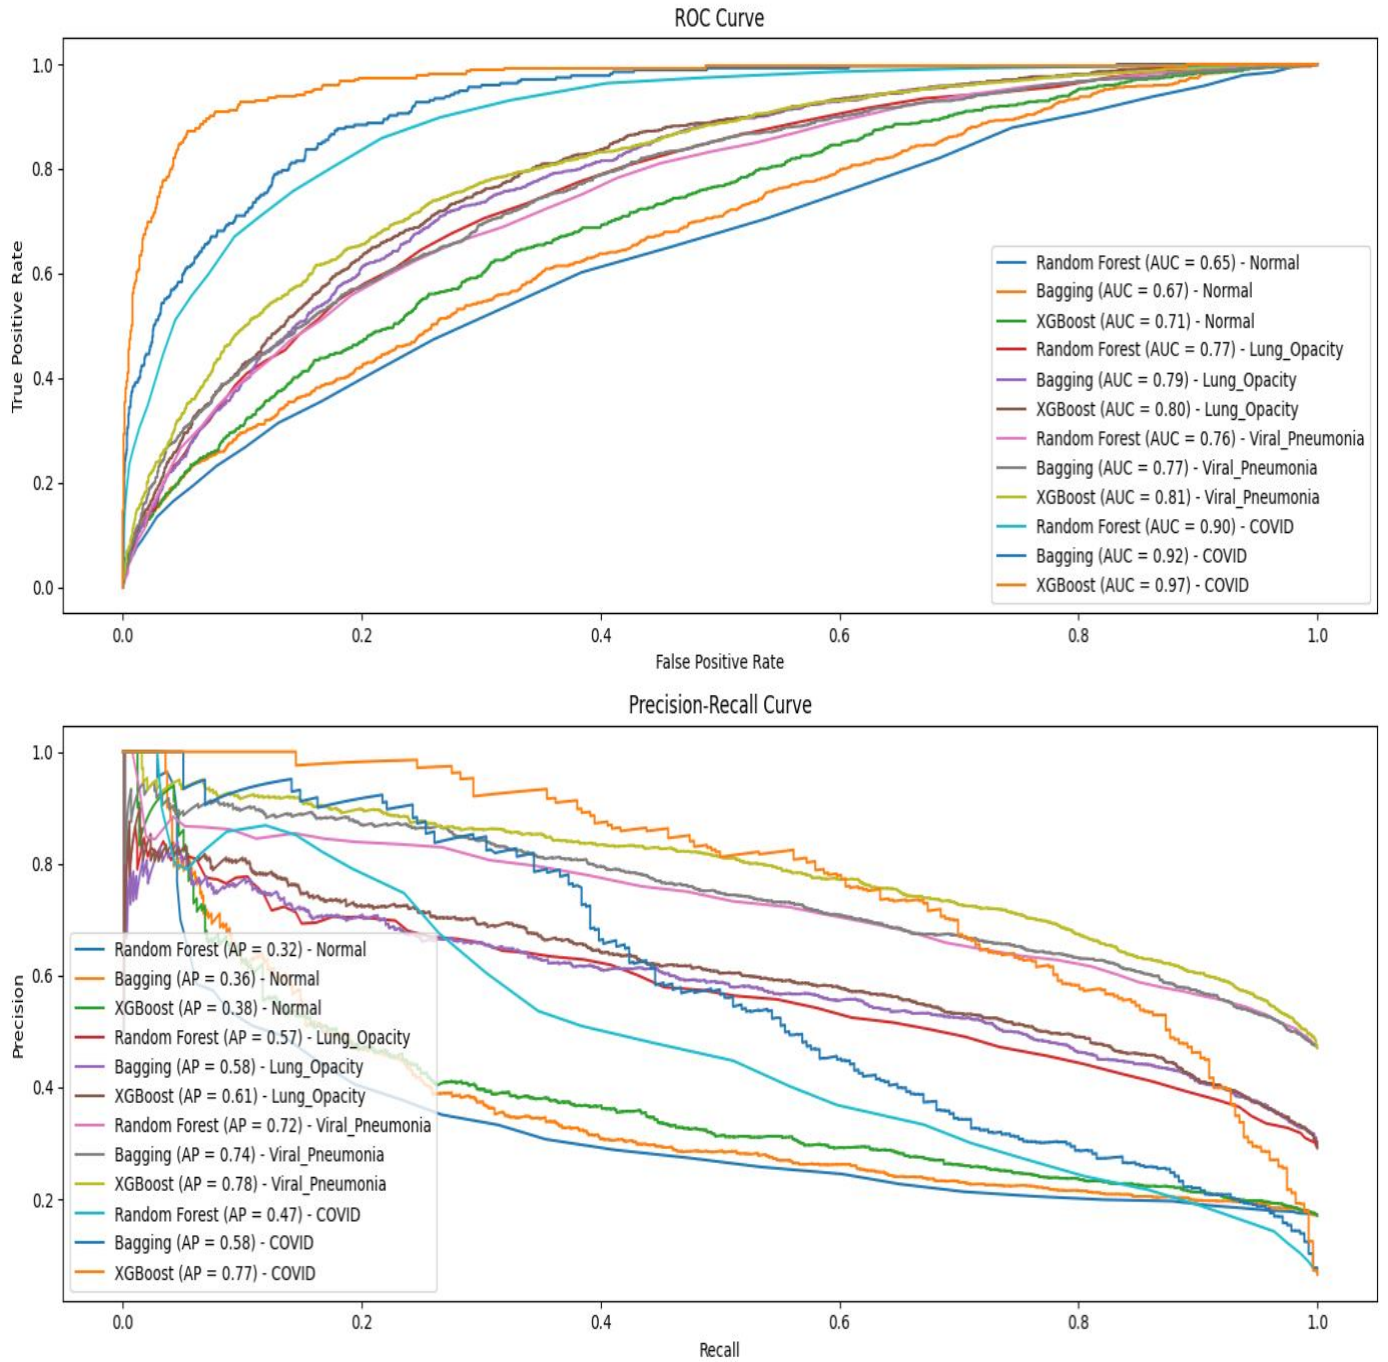 ROC Curve
1.0
0.8
0.6
0.4
0.2
0.0
True Positive Rate
Random Forest (AUC = 0.65) - Normal
Bagging (AUC = 0.67) - Normal
XGBoost (AUC = 0.71) - Normal
Random Forest (AUC = 0.77) - Lung_Opacity
Bagging (AUC = 0.79) - Lung_Opacity
XGBoost (AUC = 0.80) - Lung_Opacity
Random Forest (AUC = 0.76) - Viral_Pneumonia
Bagging (AUC = 0.77) - Viral_Pneumonia
XGBoost (AUC = 0.81) - Viral_Pneumonia
Random Forest (AUC = 0.90) - COVID
Bagging (AUC = 0.92) - COVID
XGBoost (AUC = 0.97) - COVID
0.0 0.2 0.4 0.6 0.8 1.0
False Positive Rate
Precision-Recall Curve
1.0
0.8
0.6
0.4
0.2
Precision
Random Forest (AP = 0.32) - Normal
Bagging (AP = 0.36) - Normal
XGBoost (AP = 0.38) - Normal
Random Forest (AP = 0.57) - Lung_Opacity
Bagging (AP = 0.58) - Lung_Opacity
XGBoost (AP = 0.61) - Lung_Opacity
Random Forest (AP = 0.72) - Viral_Pneumonia
Bagging (AP = 0.74) - Viral_Pneumonia
XGBoost (AP = 0.78) - Viral_Pneumonia
Random Forest (AP = 0.47) - COVID
Bagging (AP = 0.58) - COVID
XGBoost (AP = 0.77) - COVID
0.0 0.2 0.4 0.6 0.8 1.0
Recall